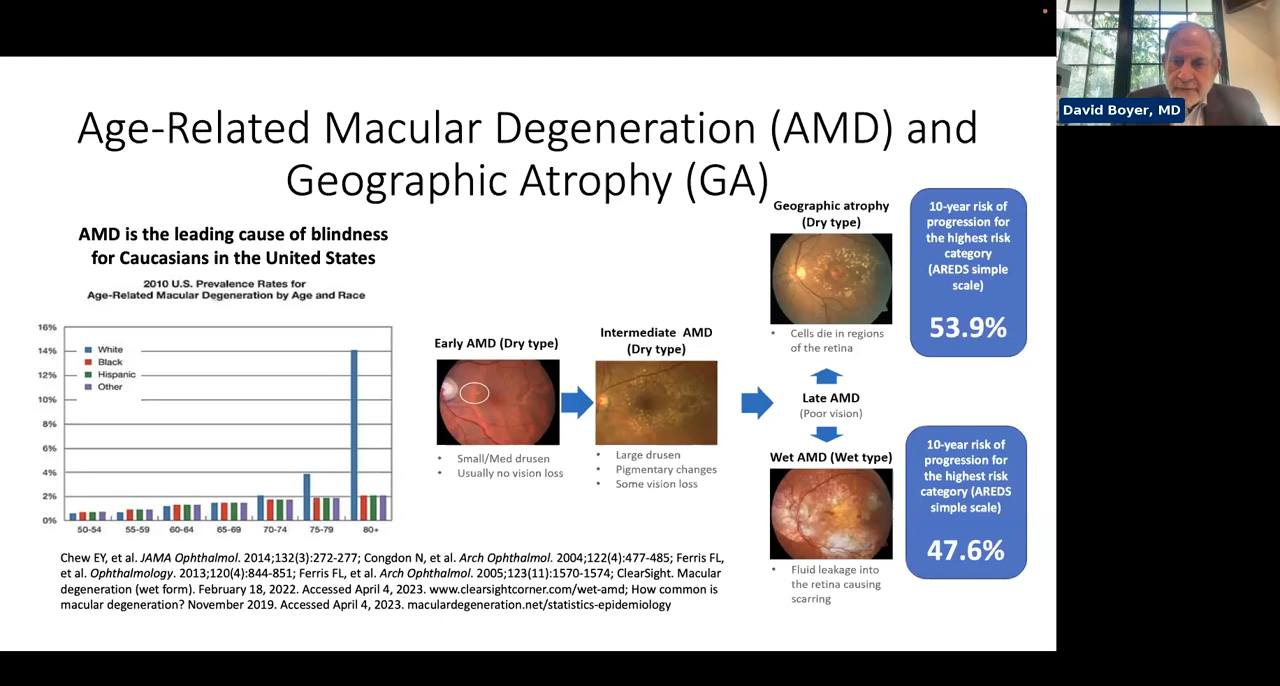 David Boyer, MD
Age-Related Macular Degeneration (AMD) and
Geographic Atrophy (GA)
AMD is the leading cause of blindness
for Caucasians in the United States
2010 U.S. Prevalence Rates for
Age-Related Macular Degeneration by Age and Race
16%
14%
12%
10%
8%
6%
4%
2%
0%
White
Black
Hispanic
Other
50-54
55-59
60-64
65-69
70-74
75-79
80+
Early AMD (Dry type)
• Small/Med drusen
• Usually no vision loss
Intermediate AMD
(Dry type)
• Large drusen
• Pigmentary changes
• Some vision loss
Geographic atrophy
(Dry type)
• Cells die in regions
of the retina
Late AMD
(Poor vision)
Wet AMD (Wet type)
• Fluid leakage into
the retina causing
scarring
10-year risk of
progression for
the highest risk
category
(AREDS simple
scale)
53.9%
10-year risk of
progression for
the highest risk
category (AREDS
simple scale)
47.6%
Chew EY, et al. JAMA Ophthalmol. 2014;132(3):272-277; Congdon N, et al. Arch Ophthalmol. 2004;122(4):477-485; Ferris FL,
et al. Ophthalmology. 2013;120(4):844-851; Ferris FL, et al. Arch Ophthalmol. 2005;123(11):1570-1574; ClearSight. Macular
degeneration (wet form). February 18, 2022. Accessed April 4, 2023. www.clearsightcorner.com/wet-amd; How common is
macular degeneration? November 2019. Accessed April 4, 2023. maculardegeneration.net/statistics-epidemiology